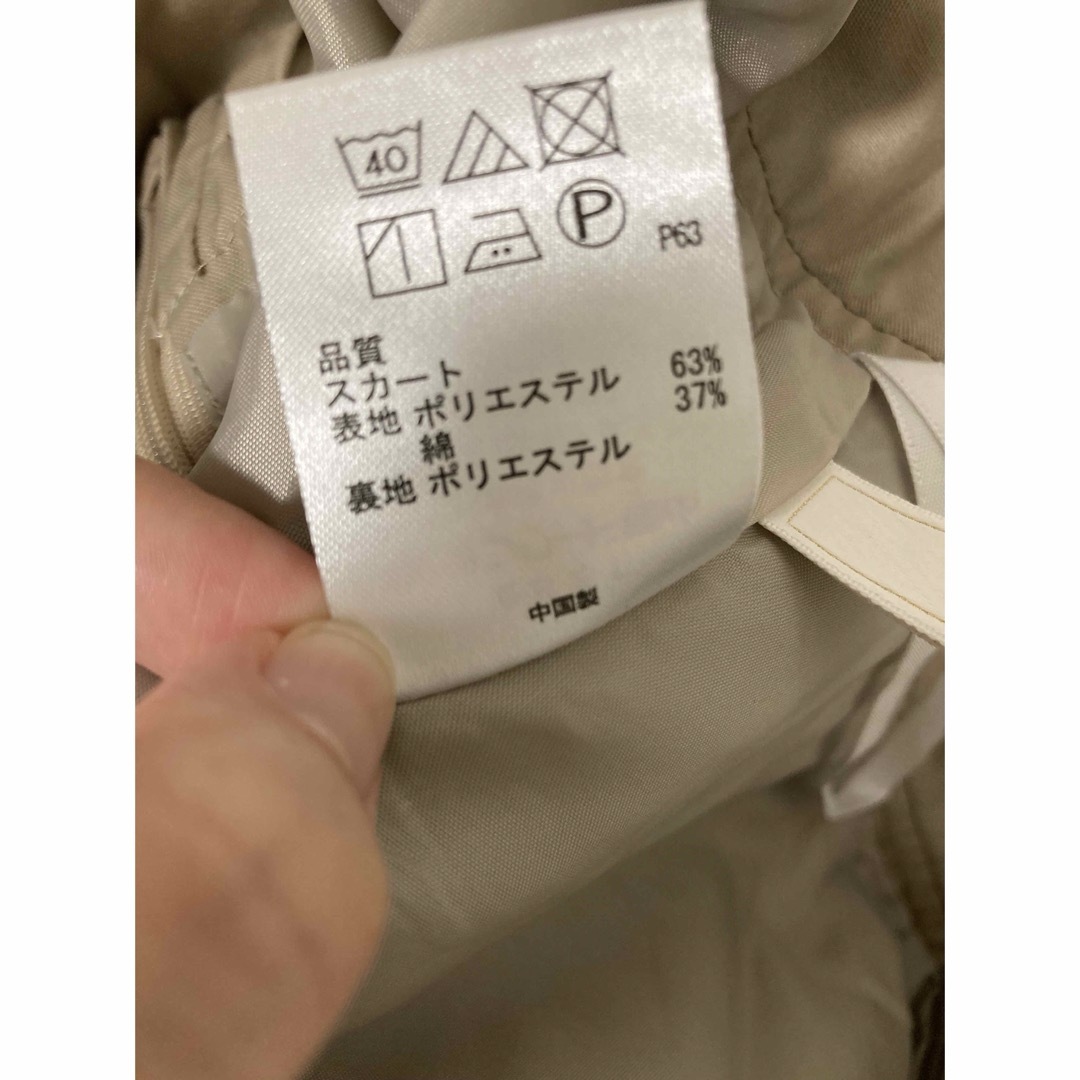 40
P
P63
品質
スカート
表地 ポリエステル 63%
綿 37%
裏地 ポリエステル
中国製